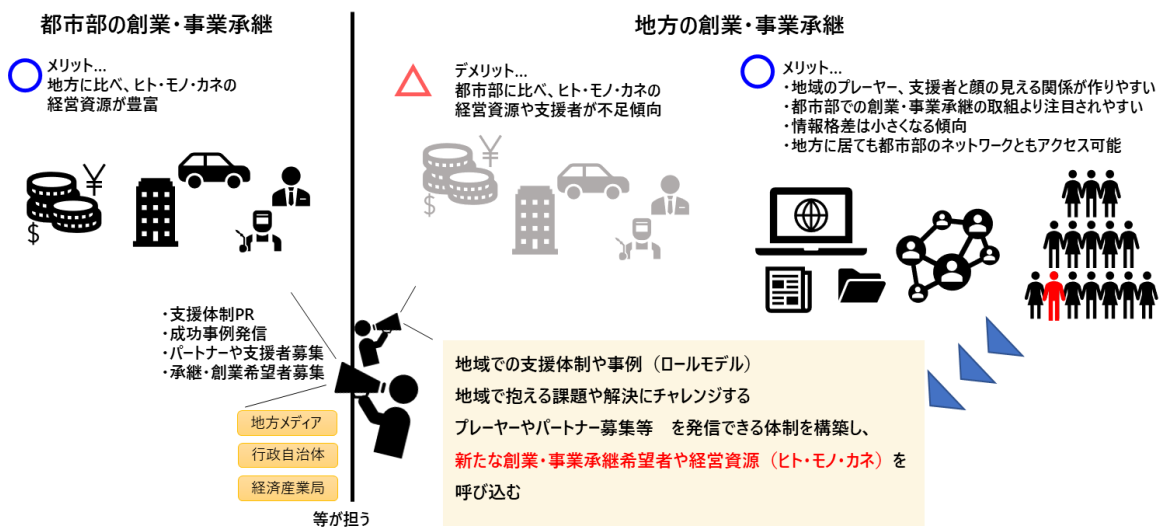 都市部の創業・事業承継
メリット...
地方に比べ、ヒト・モノ・カネの
経営資源が豊富
¥
$
・支援体制PR
・成功事例発信
・パートナーや支援者募集
・承継・創業希望者募集
地方メディア
行政自治体
経済産業局
等が担う
地方の創業・事業承継
デメリット...
都市部に比べ、ヒト・モノ・カネの
経営資源や支援者が不足傾向
¥
$
メリット...
・地域のプレーヤー、支援者と顔の見える関係が作りやすい
・都市部での創業・事業承継の取組より注目されやすい
・情報格差は小さくなる傾向
・地方に居ても都市部のネットワークともアクセス可能
地域での支援体制や事例（ロールモデル）
地域で抱える課題や解決にチャレンジする
プレーヤーやパートナー募集等　を発信できる体制を構築し、
新たな創業・事業承継希望者や経営資源（ヒト・モノ・カネ）を
呼び込む